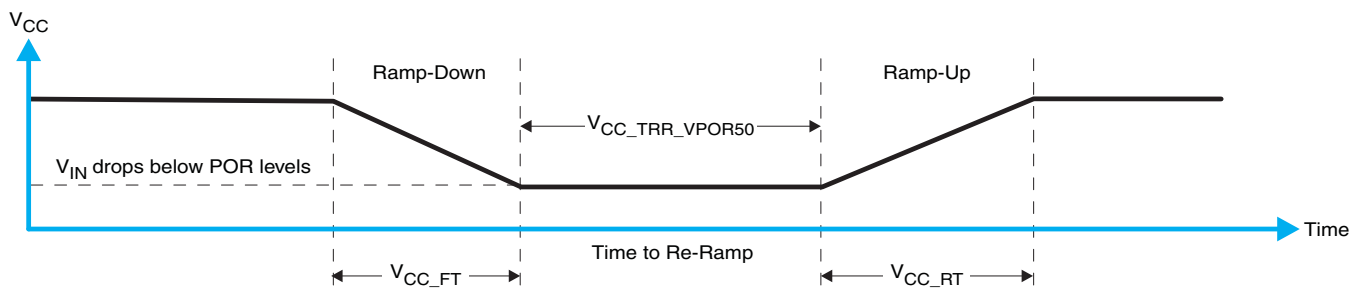 VCC
Ramp-Down
Ramp-Up
VCC_TRR_VPOR50
VIN drops below POR levels
Time
Time to Re-Ramp
VCC_FT
VCC_RT